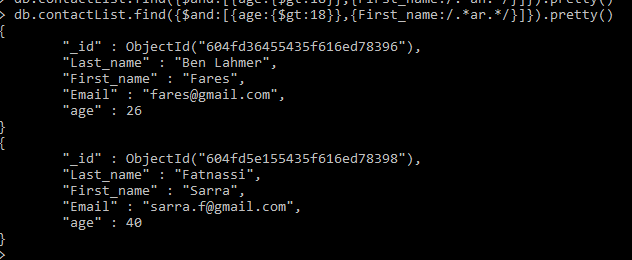 > db.contactList.find({$and:[{age:{$gt:18}},{First_name:/.*ar.*/}]}).pretty()
> db.contactList.find({$and:[{age:{$gt:18}},{First_name:/.*ar.*/}]}).pretty()
{
"_id" : ObjectId("604fd36455435f616ed78396"),
"Last_name" : "Ben Lahmer",
"First_name" : "Fares",
"Email" : "fares@gmail.com",
"age" : 26
}
{
"_id" : ObjectId("604fd5e155435f616ed78398"),
"Last_name" : "Fatnassi",
"First_name" : "Sarra",
"Email" : "sarra.f@gmail.com",
"age" : 40
}
>